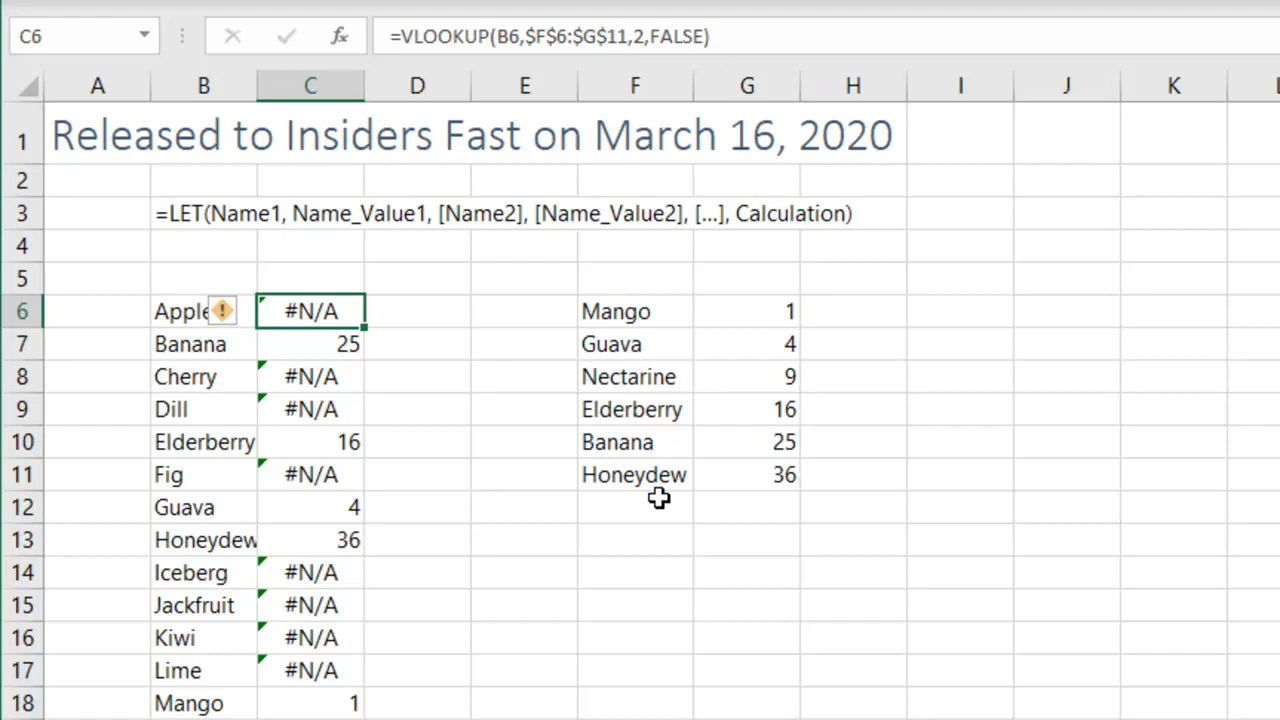 C6 fx =VLOOKUP(B6,$F$6:$G$11,2,FALSE)
A B C D E F G H I J K
1 Released to Insiders Fast on March 16, 2020
2
3 =LET(Name1, Name_Value1, [Name2], [Name_Value2], [...], Calculation)
4
5
6 Apple #N/A Mango 1
7 Banana 25 Guava 4
8 Cherry #N/A Nectarine 9
9 Dill #N/A Elderberry 16
10 Elderberry 16 Banana 25
11 Fig #N/A Honeydew 36
12 Guava 4
13 Honeydew 36
14 Iceberg #N/A
15 Jackfruit #N/A
16 Kiwi #N/A
17 Lime #N/A
18 Mango 1